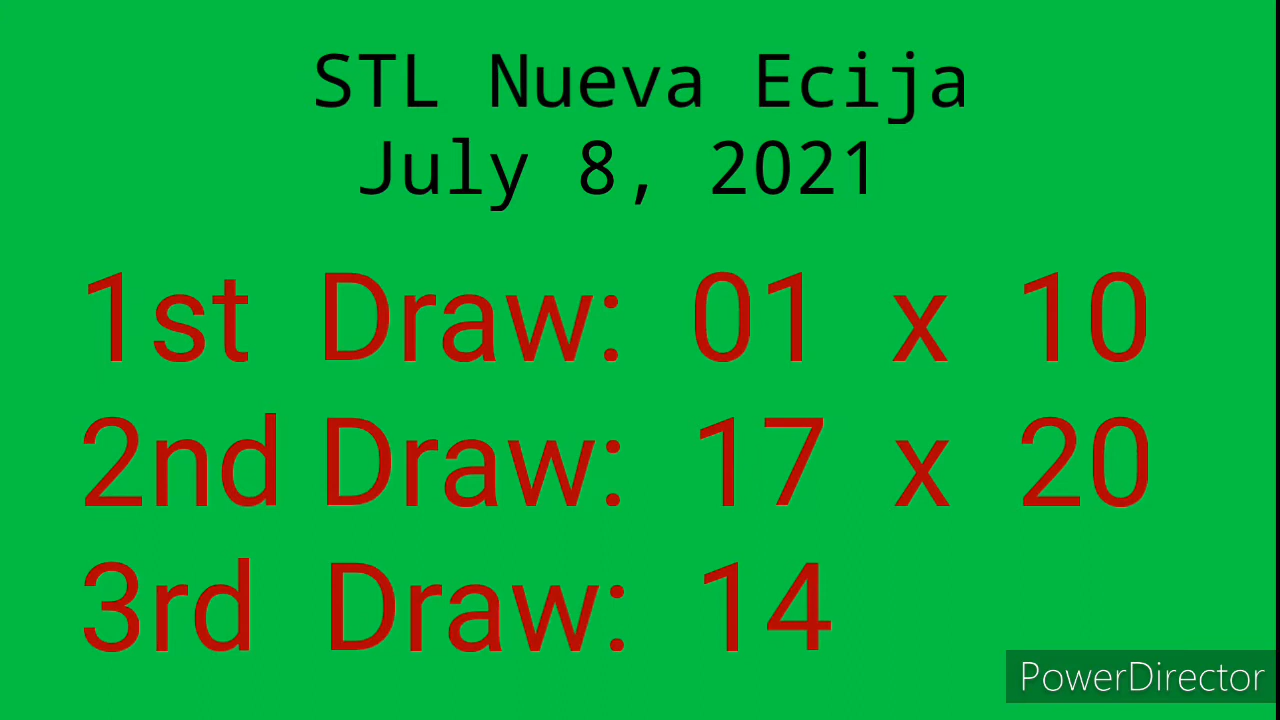 STL Nueva Ecija
July 8, 2021
1st Draw: 01 x 10
2nd Draw: 17 x 20
3rd Draw: 14
PowerDirector